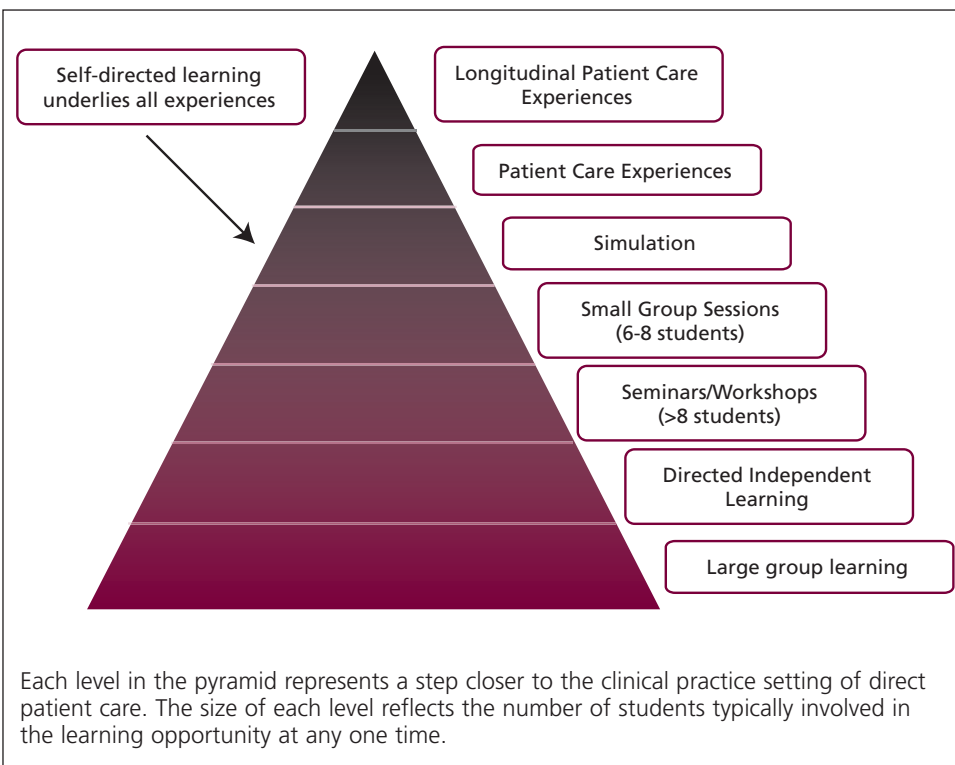 Self-directed learning
underlies all experiences
Longitudinal Patient Care
Experiences
Patient Care Experiences
Simulation
Small Group Sessions
(6-8 students)
Seminars/Workshops
(>8 students)
Directed Independent
Learning
Large group learning
Each level in the pyramid represents a step closer to the clinical practice setting of direct
patient care. The size of each level reflects the number of students typically involved in
the learning opportunity at any one time.